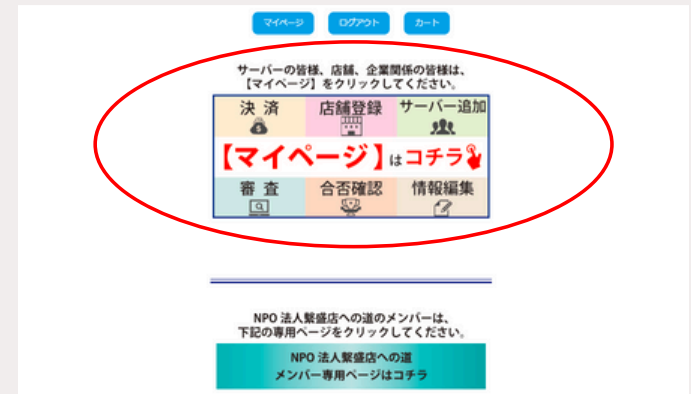 マイページ ログアウト カート
サーバーの皆様、店舗、企業関係の皆様は、
【マイページ】をクリックしてください。
決 済 店舗登録 サーバー追加
【マイページ】はコチラ
審 査 合否確認 情報編集
NPO 法人繁盛店への道のメンバーは、
下記の専用ページをクリックしてください。
NPO 法人繁盛店への道
メンバー専用ページはコチラ